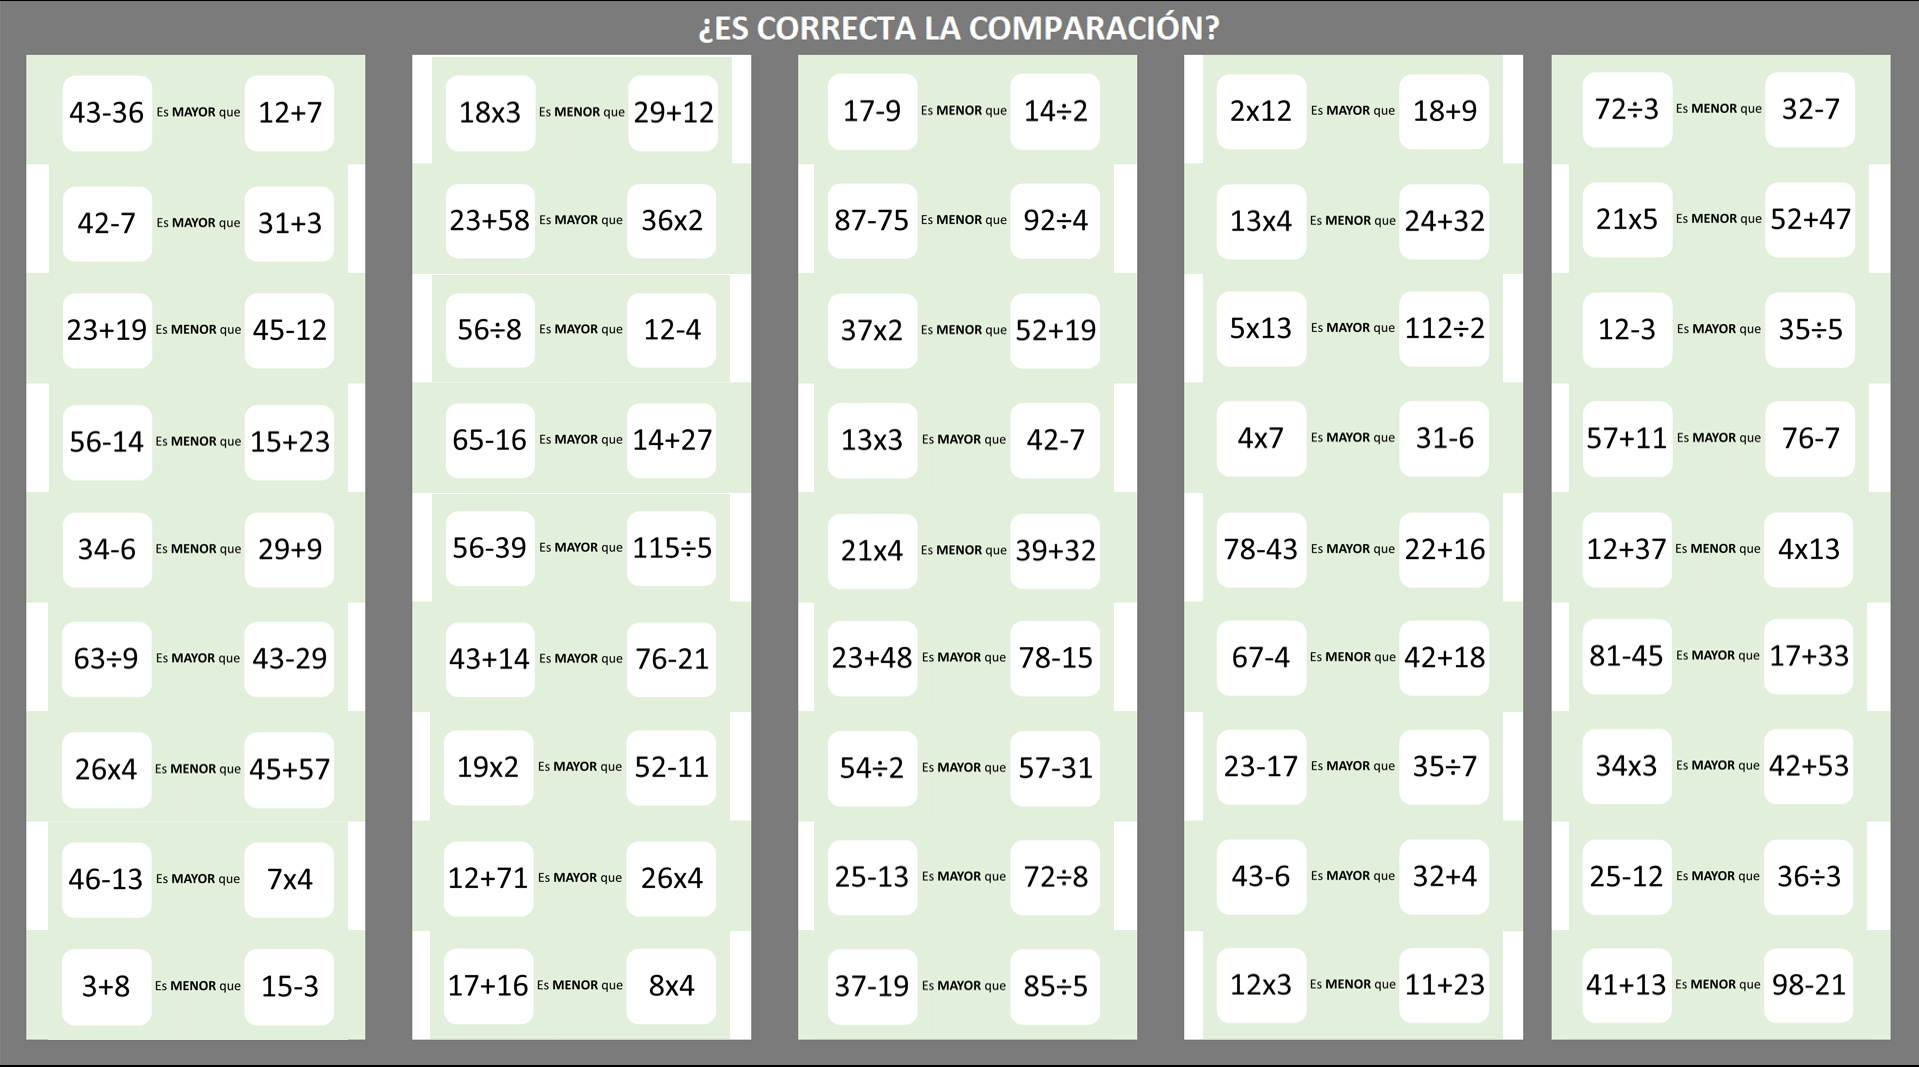 ¿ES CORRECTA LA COMPARACIÓN?
43-36 Es MAYOR que 12+7
42-7 Es MAYOR que 31+3
23+19 Es MENOR que 45-12
56-14 Es MENOR que 15+23
34-6 Es MENOR que 29+9
63÷9 Es MAYOR que 43-29
26x4 Es MENOR que 45+57
46-13 Es MAYOR que 7x4
3+8 Es MENOR que 15-3
18x3 Es MENOR que 29+12
23+58 Es MAYOR que 36x2
56÷8 Es MAYOR que 12-4
65-16 Es MAYOR que 14+27
56-39 Es MAYOR que 115÷5
43+14 Es MAYOR que 76-21
19x2 Es MAYOR que 52-11
12+71 Es MAYOR que 26x4
17+16 Es MENOR que 8x4
17-9 Es MENOR que 14÷2
87-75 Es MENOR que 92÷4
37x2 Es MENOR que 52+19
13x3 Es MAYOR que 42-7
21x4 Es MENOR que 39+32
23+48 Es MAYOR que 78-15
54÷2 Es MAYOR que 57-31
25-13 Es MAYOR que 72÷8
37-19 Es MAYOR que 85÷5
2x12 Es MAYOR que 18+9
13x4 Es MENOR que 24+32
5x13 Es MAYOR que 112÷2
4x7 Es MAYOR que 31-6
78-43 Es MAYOR que 22+16
67-4 Es MENOR que 42+18
23-17 Es MAYOR que 35÷7
43-6 Es MAYOR que 32+4
12x3 Es MENOR que 11+23
72÷3 Es MENOR que 32-7
21x5 Es MENOR que 52+47
12-3 Es MAYOR que 35÷5
57+11 Es MAYOR que 76-7
12+37 Es MENOR que 4x13
81-45 Es MAYOR que 17+33
34x3 Es MAYOR que 42+53
25-12 Es MAYOR que 36÷3
41+13 Es MENOR que 98-21